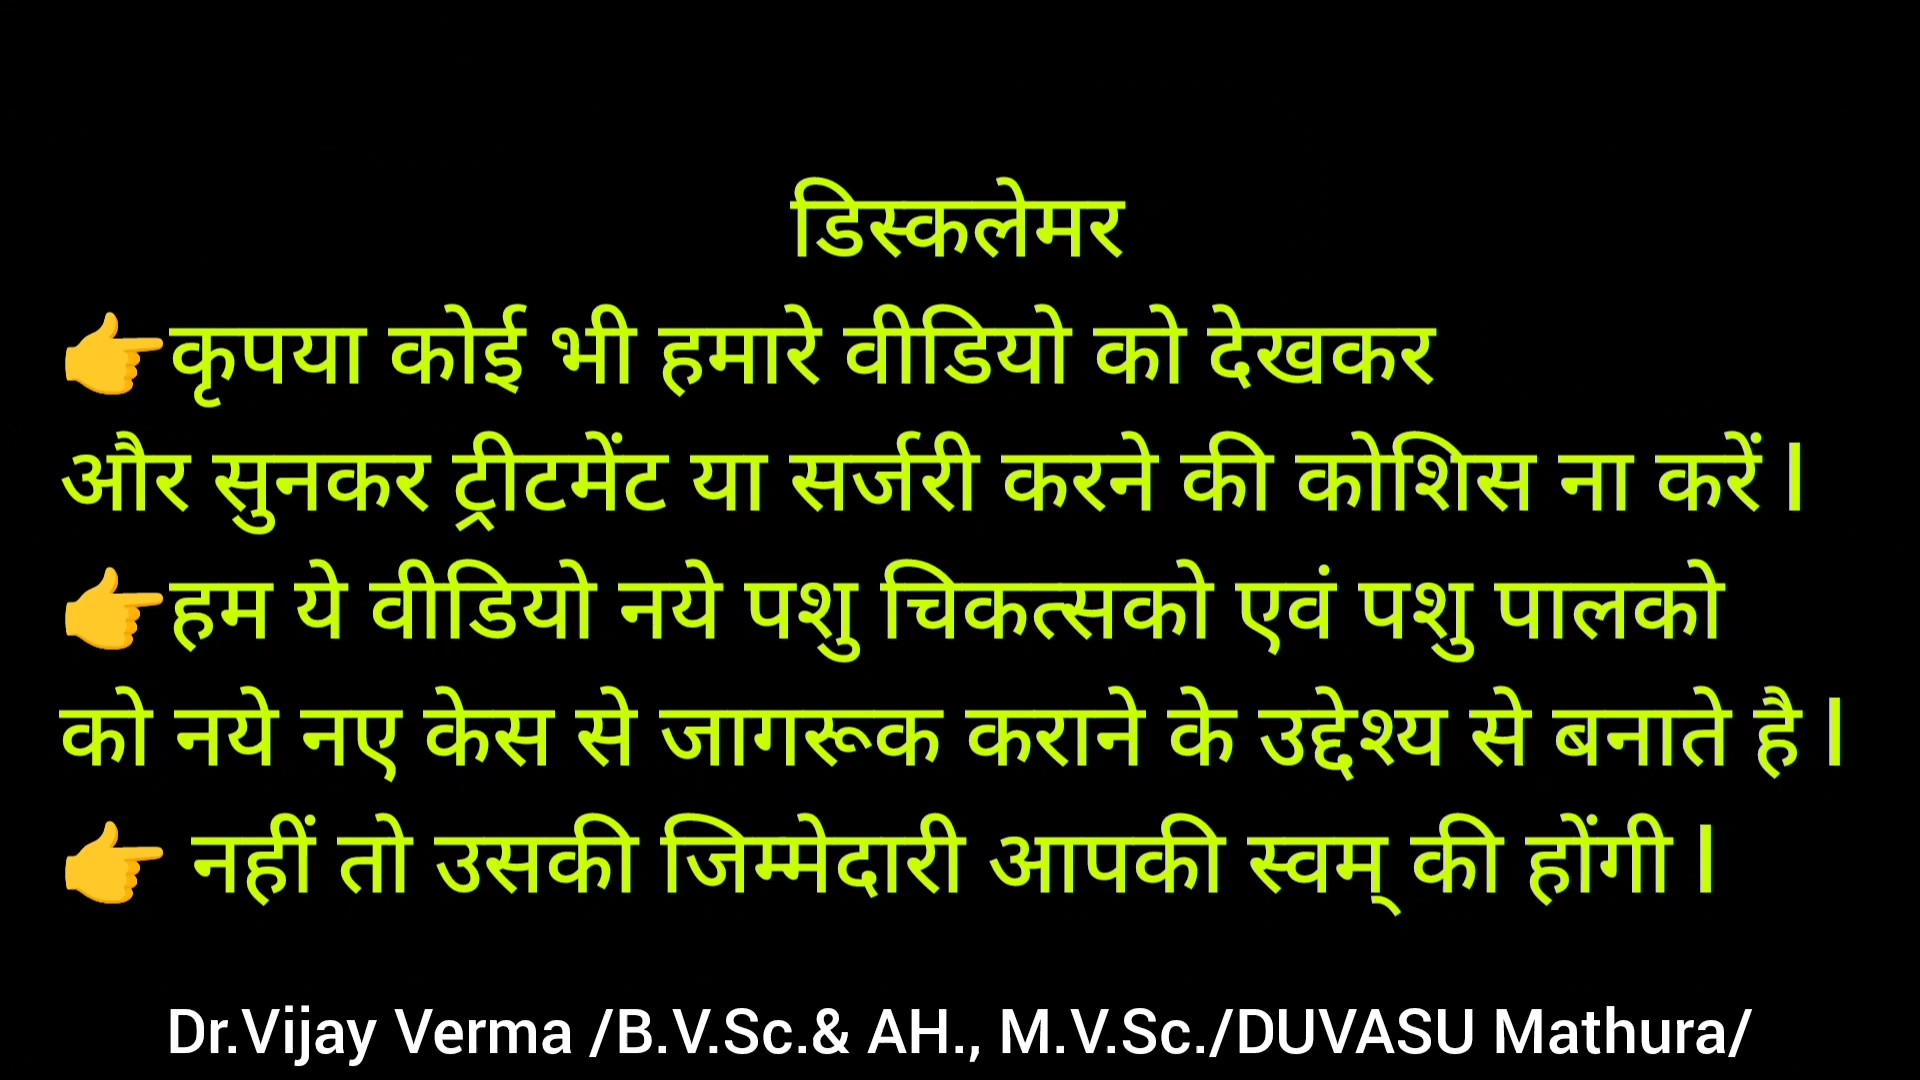 डिस्कलेमर
👉कृपया कोई भी हमारे वीडियो को देखकर
और सुनकर ट्रीटमेंट या सर्जरी करने की कोशिस ना करें l
👉हम ये वीडियो नये पशु चिकत्सको एवं पशु पालको
को नये नए केस से जागरूक कराने के उद्देश्य से बनाते है l
👉 नहीं तो उसकी जिम्मेदारी आपकी स्वम् की होंगी l
Dr.Vijay Verma /B.V.Sc.& AH., M.V.Sc./DUVASU Mathura/